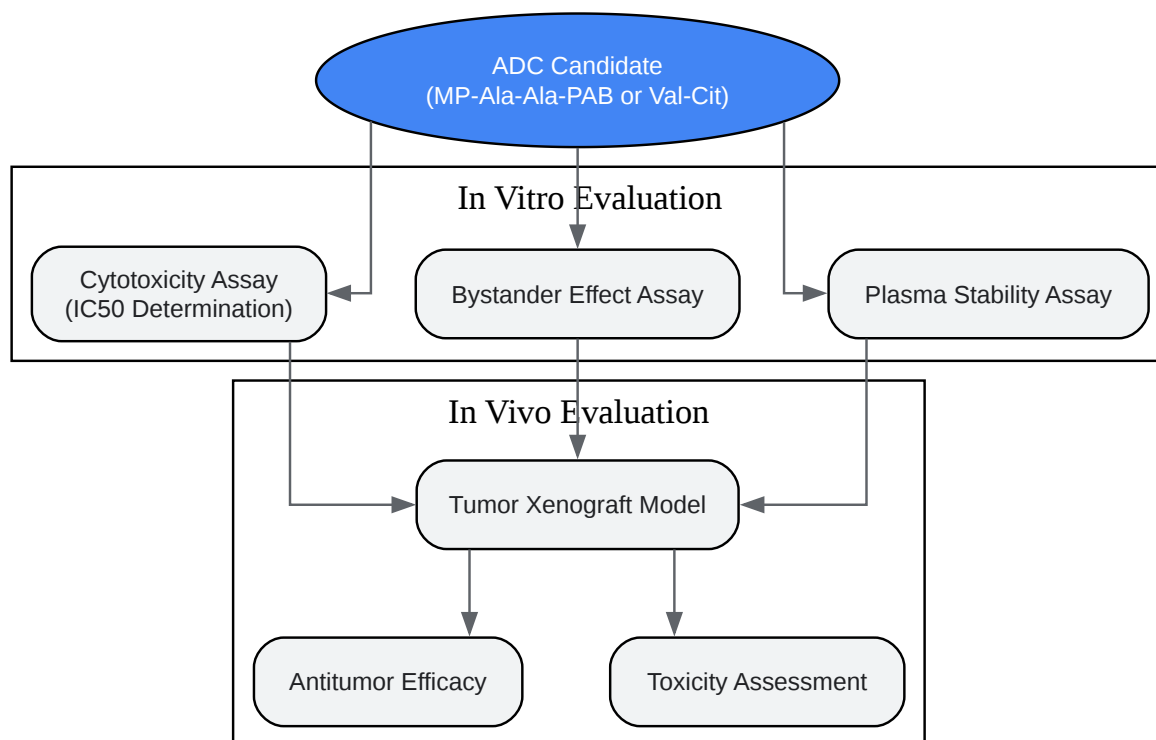 ADC Candidate
(MP-Ala-Ala-PAB or Val-Cit)
In Vitro Evaluation
Cytotoxicity Assay
(IC50 Determination)
Bystander Effect Assay
Plasma Stability Assay
In Vivo Evaluation
Tumor Xenograft Model
Antitumor Efficacy
Toxicity Assessment